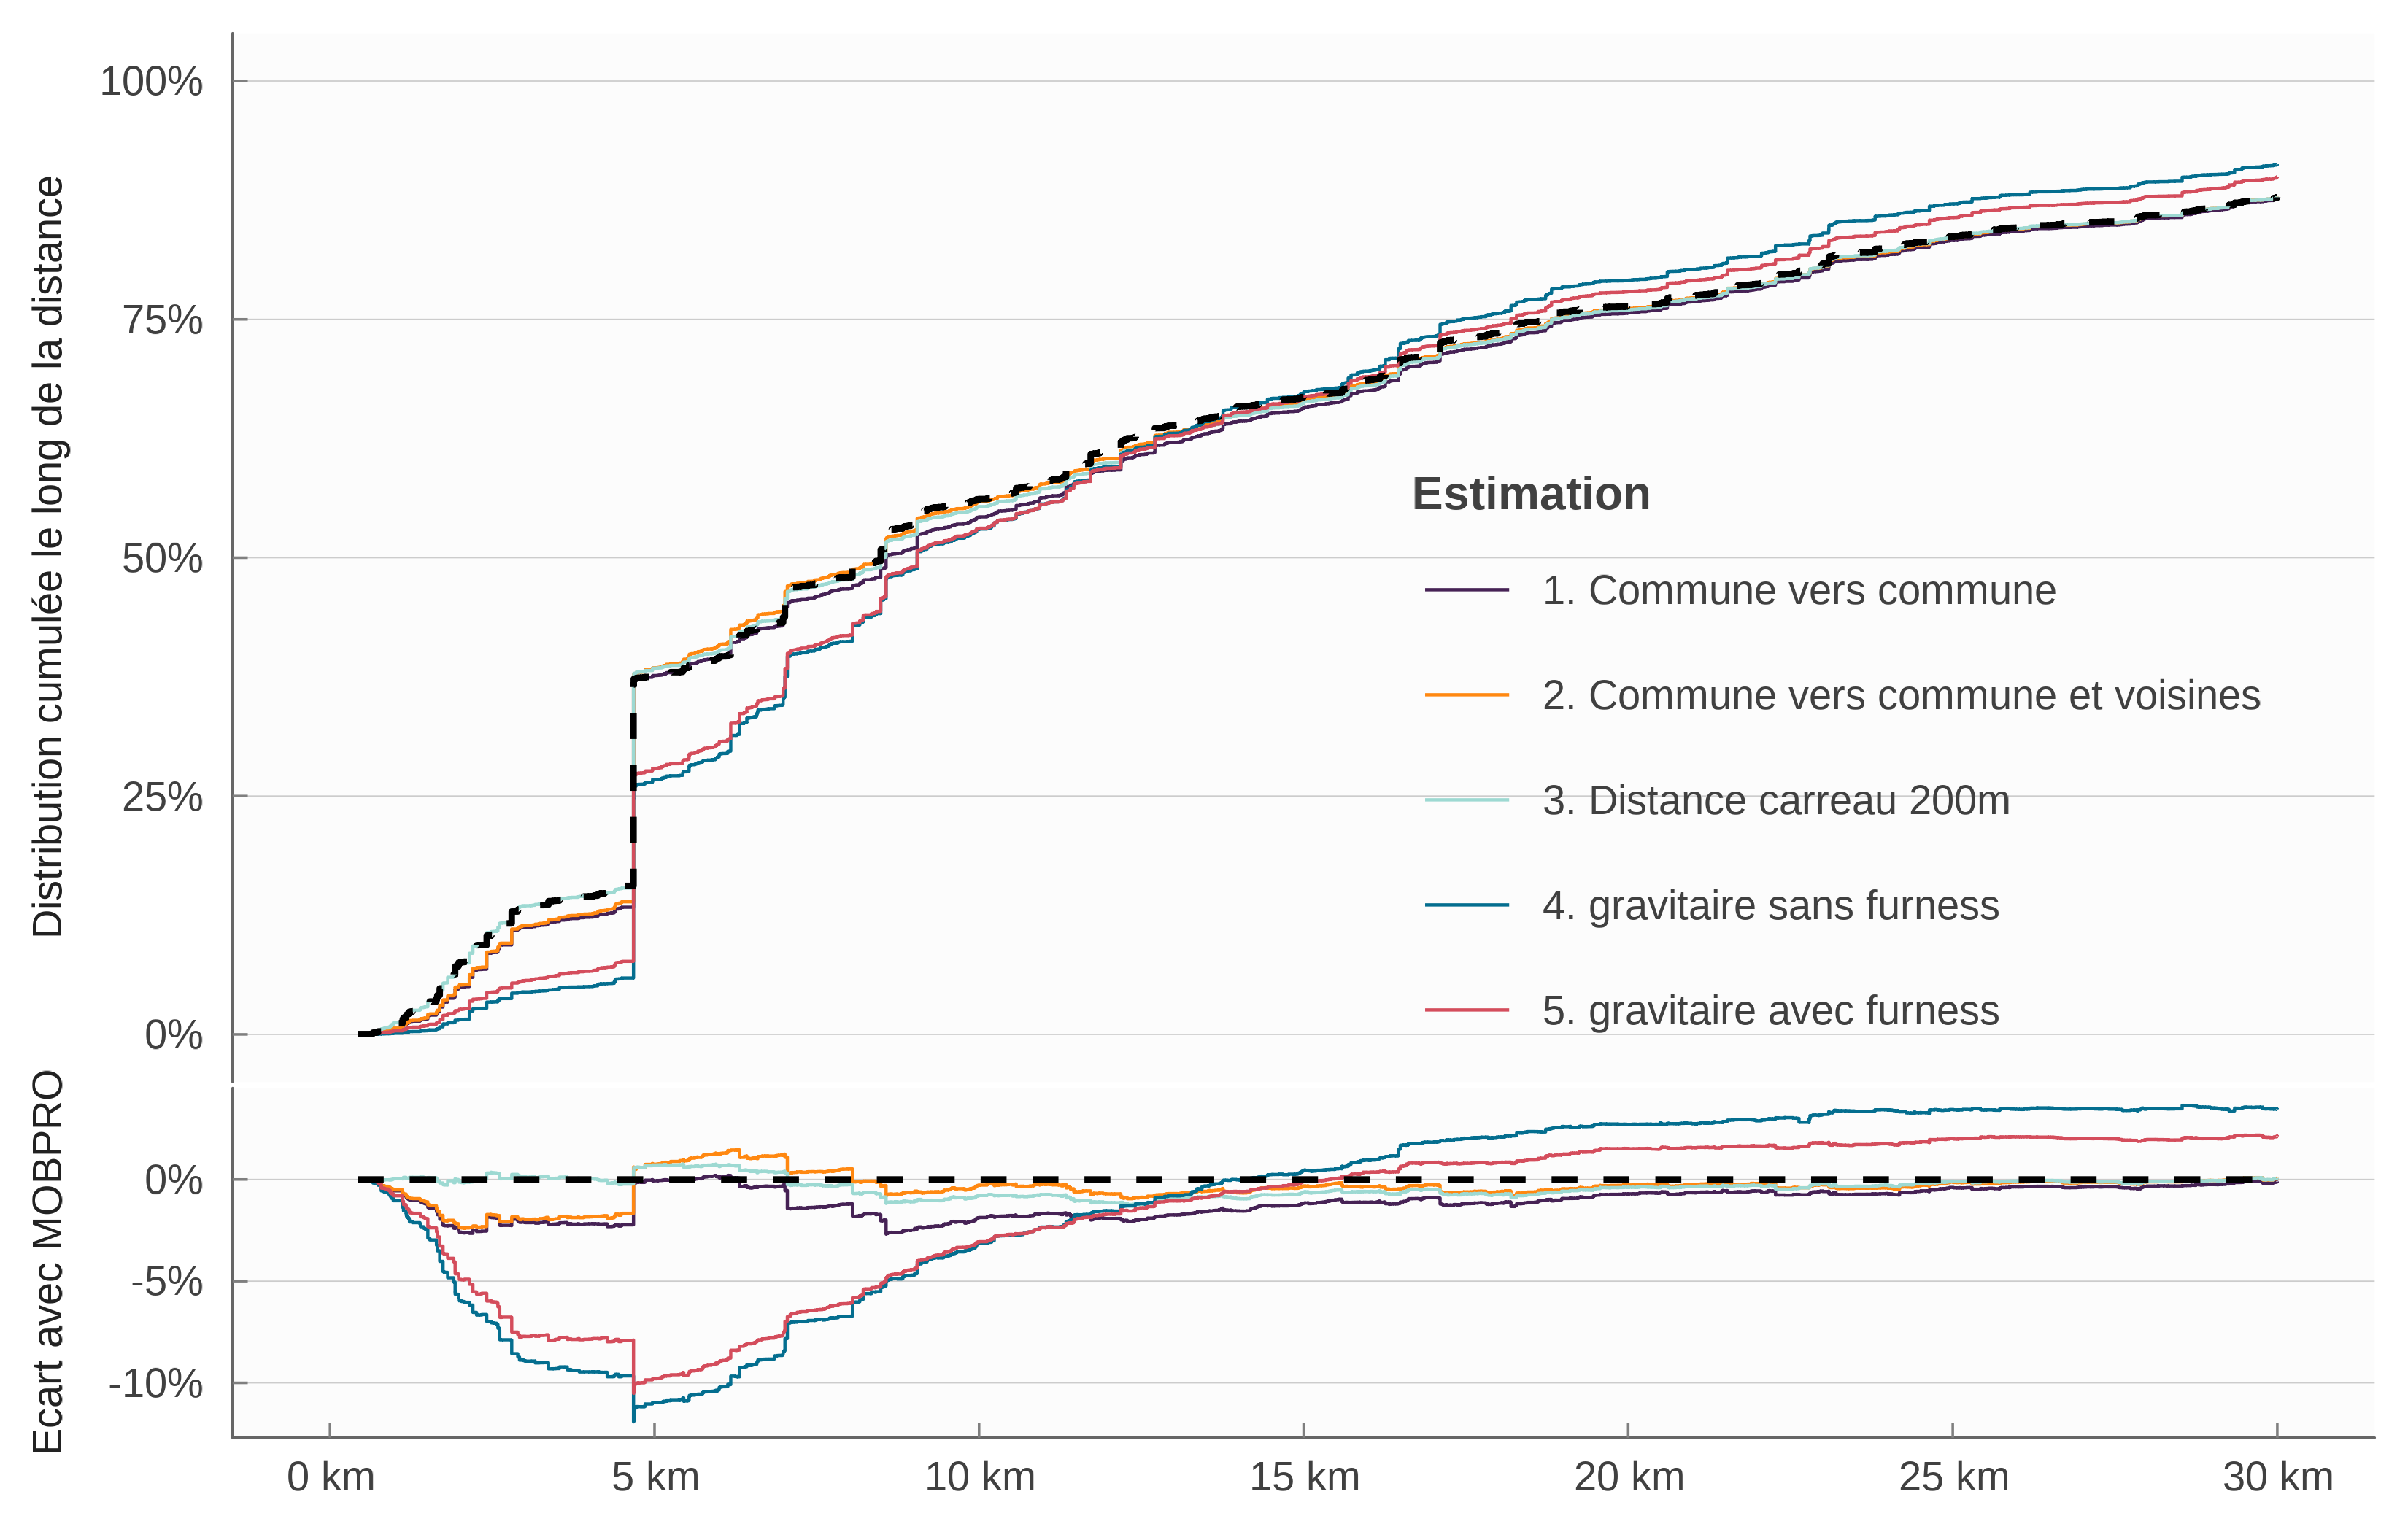 Distribution cumulée le long de la distance
100%
75%
50%
25%
0%
Estimation
1. Commune vers commune
2. Commune vers commune et voisines
3. Distance carreau 200m
4. gravitaire sans furness
5. gravitaire avec furness
Ecart avec MOBPRO
0%
-5%
-10%
0 km
5 km
10 km
15 km
20 km
25 km
30 km